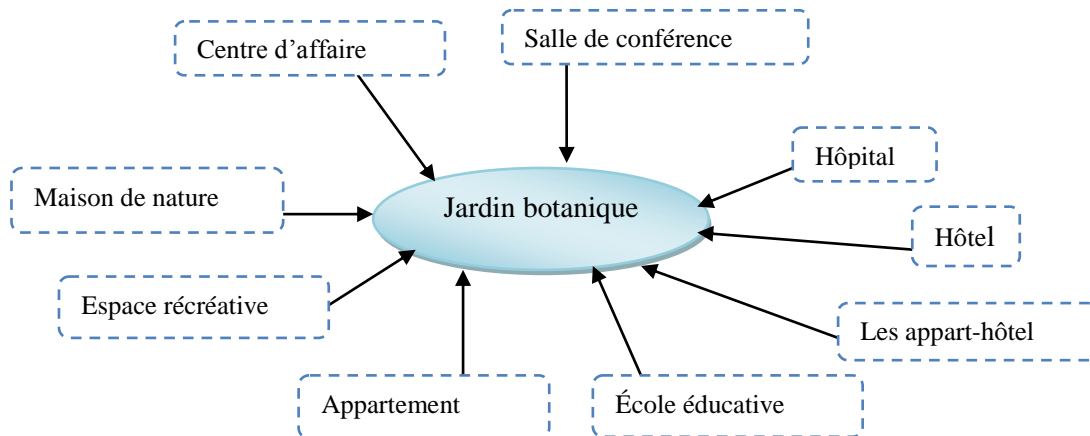 Salle de conférence
Centre d’affaire
Hôpital
Maison de nature
Jardin botanique
Hôtel
Espace récréative
Les appart-hôtel
Appartement
École éducative